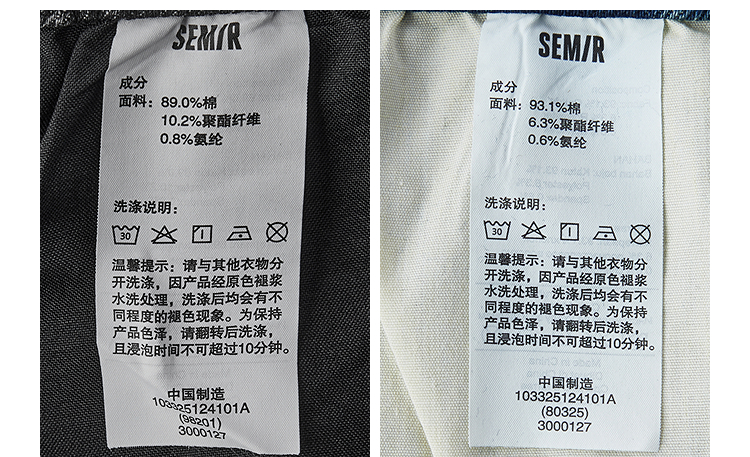 SEMIR
成分
面料：89.0%棉
10.2%聚酯纤维
0.8%氨纶
洗涤说明：
30
温馨提示：请与其他衣物分
开洗涤，因产品经原色褪浆
水洗处理，洗涤后均会有不
同程度的褪色现象。为保持
产品色泽，请翻转后洗涤，
且浸泡时间不可超过10分钟。
中国制造
103325124101A
(98201)
3000127
SEMIR
成分
面料：93.1%棉
6.3%聚酯纤维
0.6%氨纶
洗涤说明：
30
温馨提示：请与其他衣物分
开洗涤，因产品经原色褪浆
水洗处理，洗涤后均会有不
同程度的褪色现象。为保持
产品色泽，请翻转后洗涤，
且浸泡时间不可超过10分钟。
中国制造
103325124101A
(80325)
3000127